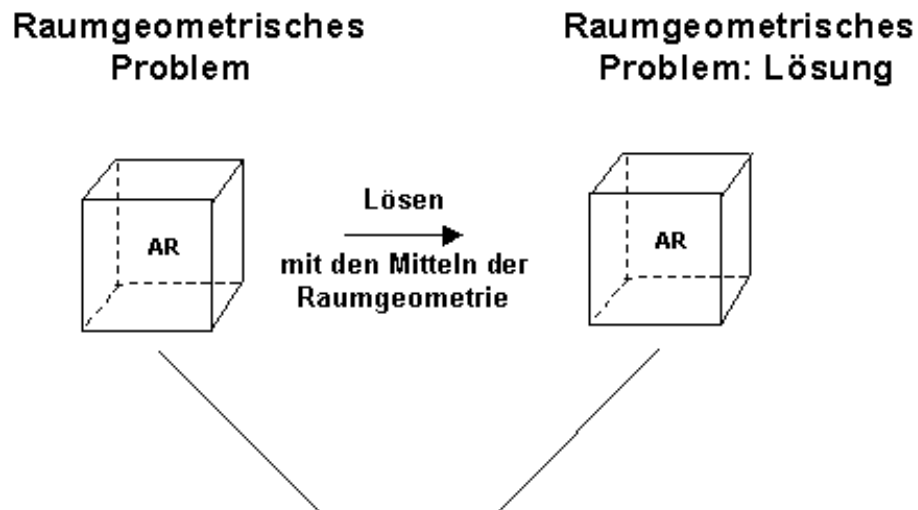 Raumgeometrisches
Problem
Raumgeometrisches
Problem: Lösung
AR
Lösen
mit den Mitteln der
Raumgeometrie
AR